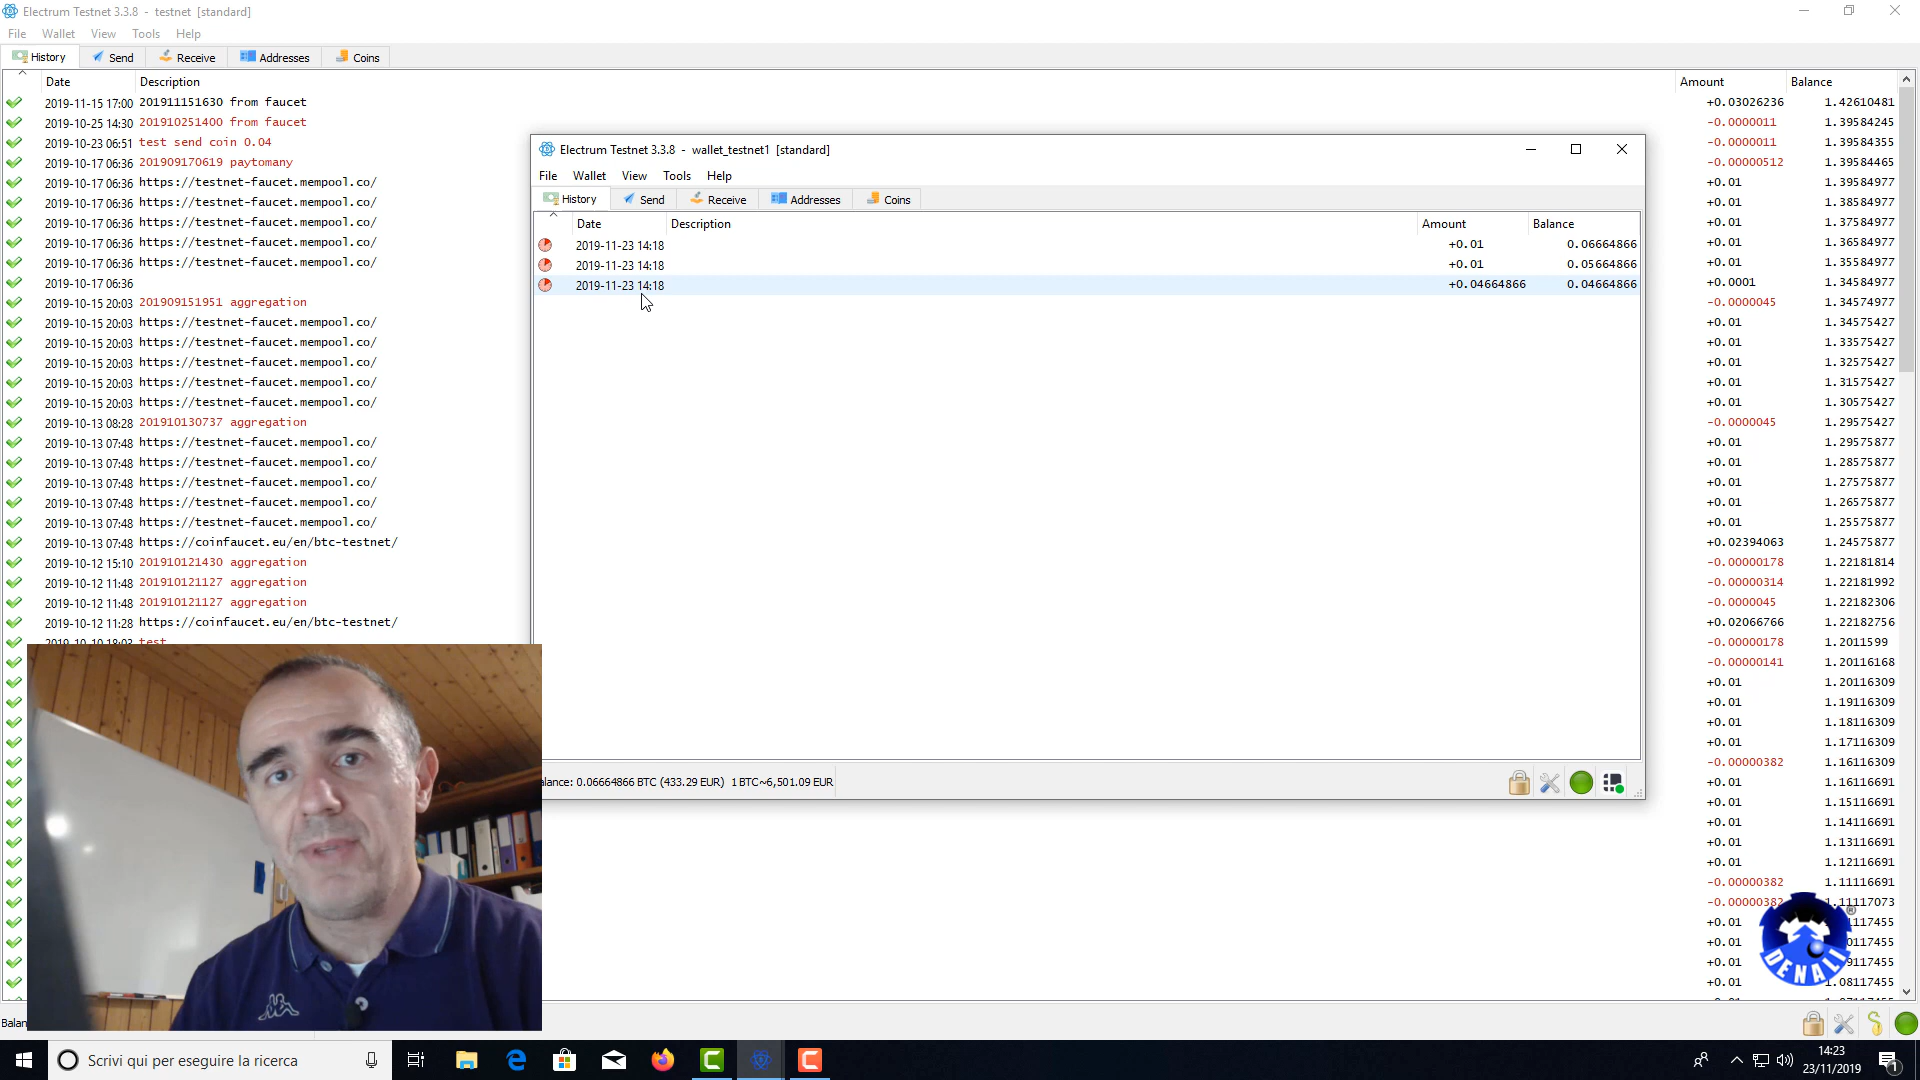 Electrum Testnet 3.3.8 - testnet [standard]
File Wallet View Tools Help
History Send Receive Addresses Coins
Date Description Amount Balance
2019-11-15 17:00 201911151630 from faucet +0.03026236 1.42610481
2019-10-25 14:30 201910251400 from faucet -0.0000011 1.39584245
2019-10-23 06:51 test send coin 0.04 -0.0000011 1.39584355
2019-10-17 06:36 201909170619 paytomany -0.00000512 1.39584465
2019-10-17 06:36 https://testnet-faucet.mempool.co/ +0.01 1.39584977
2019-10-17 06:36 https://testnet-faucet.mempool.co/ +0.01 1.38584977
2019-10-17 06:36 https://testnet-faucet.mempool.co/ +0.01 1.37584977
2019-10-17 06:36 https://testnet-faucet.mempool.co/ +0.01 1.36584977
2019-10-17 06:36 https://testnet-faucet.mempool.co/ +0.01 1.35584977
2019-10-17 06:36 +0.0001 1.34584977
2019-10-15 20:03 201909151951 aggregation -0.0000045 1.34574977
2019-10-15 20:03 https://testnet-faucet.mempool.co/ +0.01 1.34575427
2019-10-15 20:03 https://testnet-faucet.mempool.co/ +0.01 1.33575427
2019-10-15 20:03 https://testnet-faucet.mempool.co/ +0.01 1.32575427
2019-10-15 20:03 https://testnet-faucet.mempool.co/ +0.01 1.31575427
2019-10-15 20:03 https://testnet-faucet.mempool.co/ +0.01 1.30575427
2019-10-13 08:28 201910130737 aggregation -0.0000045 1.29575427
2019-10-13 07:48 https://testnet-faucet.mempool.co/ +0.01 1.29575877
2019-10-13 07:48 https://testnet-faucet.mempool.co/ +0.01 1.28575877
2019-10-13 07:48 https://testnet-faucet.mempool.co/ +0.01 1.27575877
2019-10-13 07:48 https://testnet-faucet.mempool.co/ +0.01 1.26575877
2019-10-13 07:48 https://testnet-faucet.mempool.co/ +0.01 1.25575877
2019-10-13 07:48 https://coinfaucet.eu/en/btc-testnet/ +0.02394063 1.24575877
2019-10-12 15:10 201910121430 aggregation -0.00000178 1.22181814
2019-10-12 11:48 201910121127 aggregation -0.00000314 1.22181992
2019-10-12 11:48 201910121127 aggregation -0.0000045 1.22182306
2019-10-12 11:28 https://coinfaucet.eu/en/btc-testnet/ +0.02066766 1.22182756
2019-10-10 18:03 test -0.00000178 1.2011599
-0.00000141 1.20116168
+0.01 1.20116309
+0.01 1.19116309
+0.01 1.18116309
+0.01 1.17116309
-0.00000382 1.16116309
+0.01 1.16116691
+0.01 1.15116691
+0.01 1.14116691
+0.01 1.13116691
+0.01 1.12116691
-0.00000382 1.11116691
-0.00000382 1.11117073
+0.01 117455
+0.01 0117455
+0.01 9117455
+0.01 1.08117455
Electrum Testnet 3.3.8 - wallet_testnet1 [standard]
File Wallet View Tools Help
History Send Receive Addresses Coins
Date Description Amount Balance
2019-11-23 14:18 +0.01 0.06664866
2019-11-23 14:18 +0.01 0.05664866
2019-11-23 14:18 +0.04664866 0.04664866
alance: 0.06664866 BTC (433.29 EUR) 1 BTC~6,501.09 EUR
DENALI
®
Balan
Scrivi qui per eseguire la ricerca
14:23
23/11/2019
1